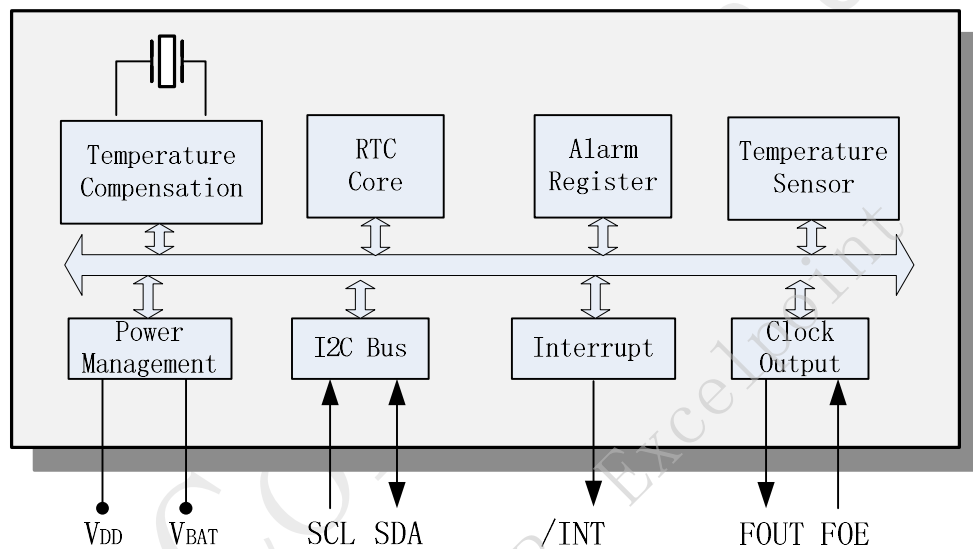 Temperature
Compensation
RTC
Core
Alarm
Register
Temperature
Sensor
Power
Management
I2C Bus
Interrupt
Clock
Output
VDD
VBAT
SCL SDA
/INT
FOUT FOE
Excelpoint